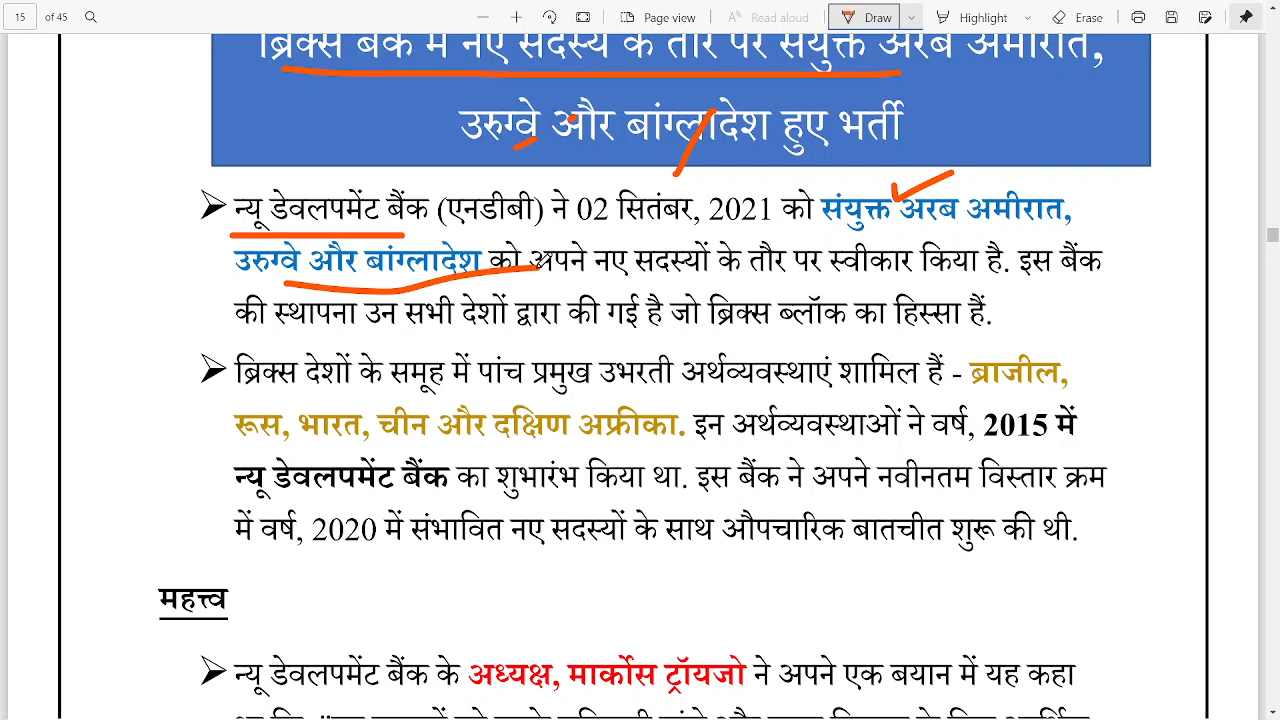 15 of 45 Page view Read aloud Draw Highlight Erase
ब्रिक्स बैंक में नए सदस्य के तौर पर संयुक्त अरब अमीरात,
उरुग्वे और बांग्लादेश हुए भर्ती
न्यू डेवलपमेंट बैंक (एनडीबी) ने 02 सितंबर, 2021 को संयुक्त अरब अमीरात,
उरुग्वे और बांग्लादेश को अपने नए सदस्यों के तौर पर स्वीकार किया है. इस बैंक
की स्थापना उन सभी देशों द्वारा की गई है जो ब्रिक्स ब्लॉक का हिस्सा हैं.
ब्रिक्स देशों के समूह में पांच प्रमुख उभरती अर्थव्यवस्थाएं शामिल हैं - ब्राजील,
रूस, भारत, चीन और दक्षिण अफ्रीका. इन अर्थव्यवस्थाओं ने वर्ष, 2015 में
न्यू डेवलपमेंट बैंक का शुभारंभ किया था. इस बैंक ने अपने नवीनतम विस्तार क्रम
में वर्ष, 2020 में संभावित नए सदस्यों के साथ औपचारिक बातचीत शुरू की थी.
महत्त्व
न्यू डेवलपमेंट बैंक के अध्यक्ष, मार्कोस ट्रॉयजो ने अपने एक बयान में यह कहा